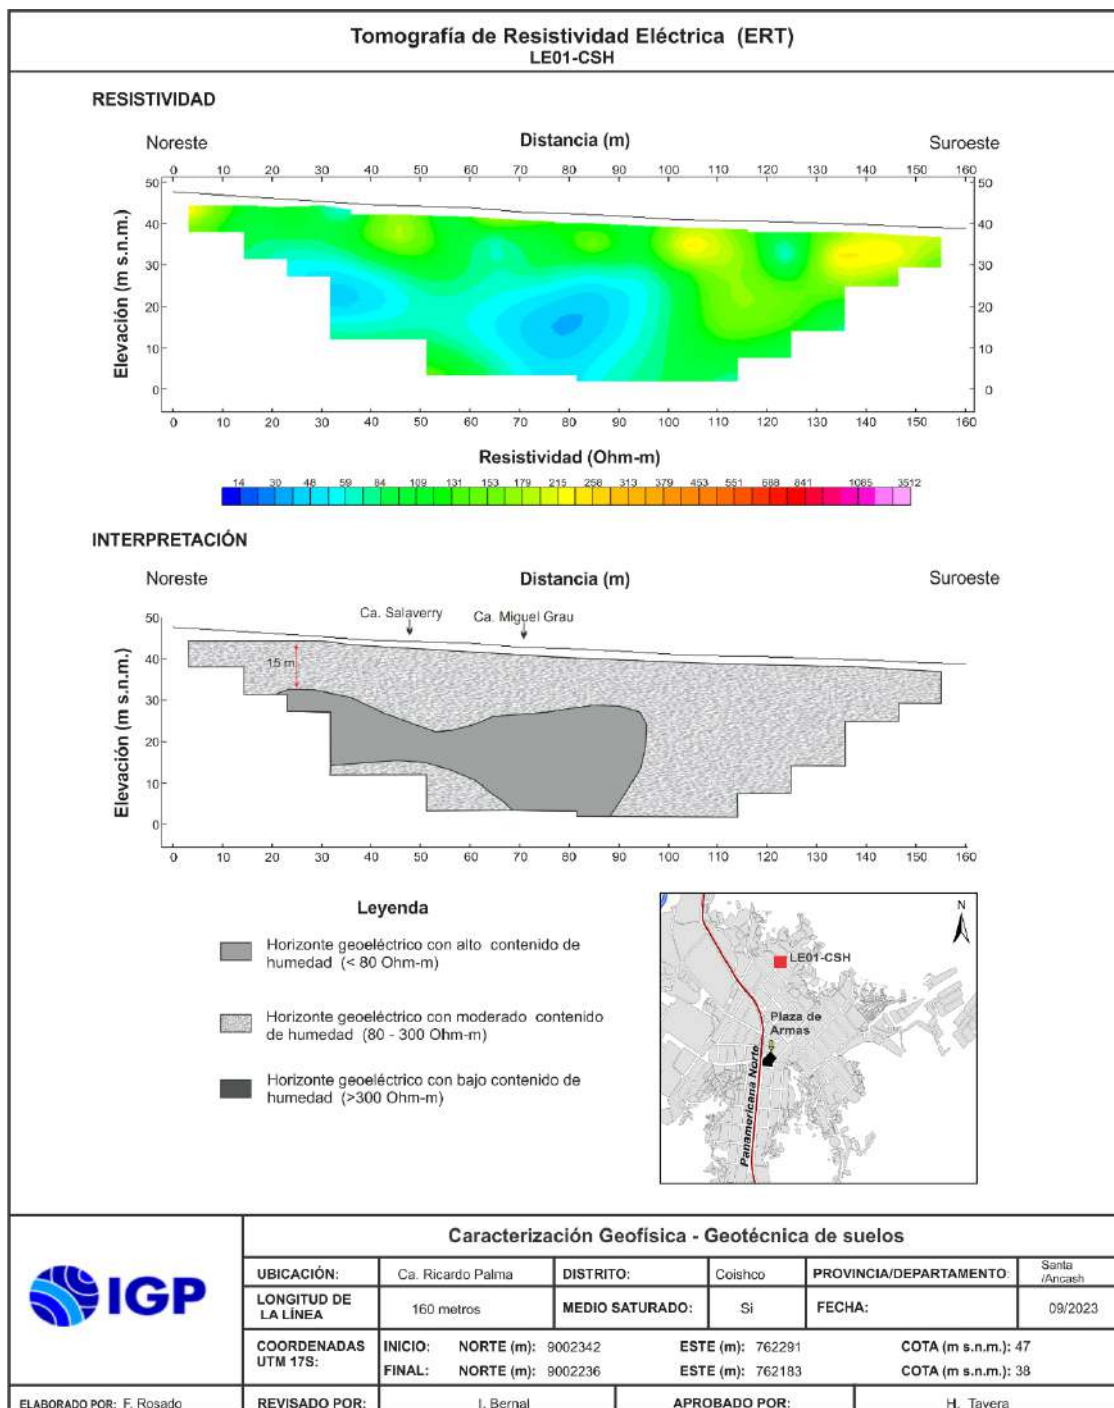 Tomografía de Resistividad Eléctrica (ERT)
LE01-CSH
RESISTIVIDAD
Noreste Distancia (m) Suroeste
0 10 20 30 40 50 60 70 80 90 100 110 120 130 140 150 160
50 50
40 40
30 30
20 20
10 10
0 0
Elevación (m s.n.m.)
0 10 20 30 40 50 60 70 80 90 100 110 120 130 140 150 160
Resistividad (Ohm-m)
14 30 48 59 84 109 131 153 179 215 258 313 379 453 551 688 841 1065 3512
INTERPRETACIÓN
Noreste Distancia (m) Suroeste
Ca. Salaverry Ca. Miguel Grau
15 m
50
40
30
20
10
0
Elevación (m s.n.m.)
0 10 20 30 40 50 60 70 80 90 100 110 120 130 140 150 160
Leyenda
Horizonte geoeléctrico con alto contenido de
humedad (< 80 Ohm-m)
Horizonte geoeléctrico con moderado contenido
de humedad (80 - 300 Ohm-m)
Horizonte geoeléctrico con bajo contenido de
humedad (>300 Ohm-m)
N
LE01-CSH
Plaza de
Armas
Panamericana Norte
IGP
Caracterización Geofísica - Geotécnica de suelos
UBICACIÓN: Ca. Ricardo Palma DISTRITO: Coishco PROVINCIA/DEPARTAMENTO: Santa
/Ancash
LONGITUD DE
LA LÍNEA 160 metros MEDIO SATURADO: Si FECHA: 09/2023
COORDENADAS
UTM 17S:
INICIO: NORTE (m): 9002342 ESTE (m): 762291 COTA (m s.n.m.): 47
FINAL: NORTE (m): 9002236 ESTE (m): 762183 COTA (m s.n.m.): 38
ELABORADO POR: F. Rosado REVISADO POR: I. Bernal APROBADO POR: H. Tavera